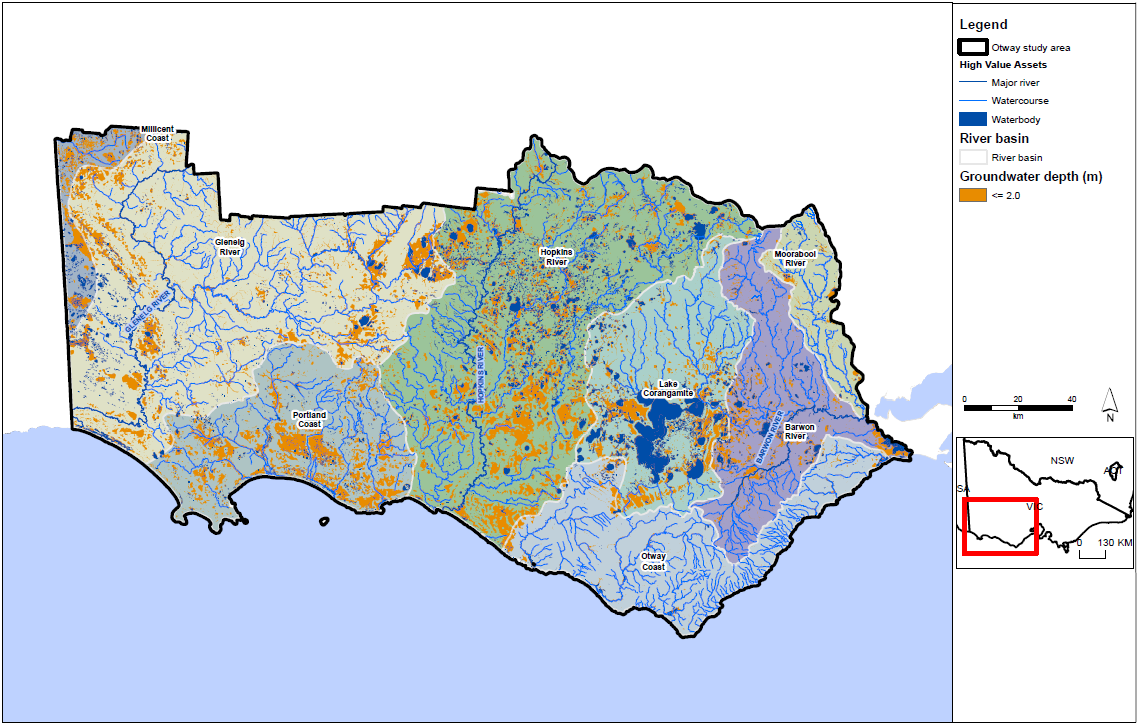 Millicent
Coast
Glenelg
River
GLENELG RIVER
Hopkins
River
HOPKINS RIVER
Moorabool
River
Portland
Coast
Lake
Corangamite
Barwon
River
BARWON RIVER
Otway
Coast
Legend
Otway study area
High Value Assets
Major river
Watercourse
Waterbody
River basin
River basin
Groundwater depth (m)
<= 2.0
0 20 40
km
N
NSW
ACT
SA
VIC
0 130 KM